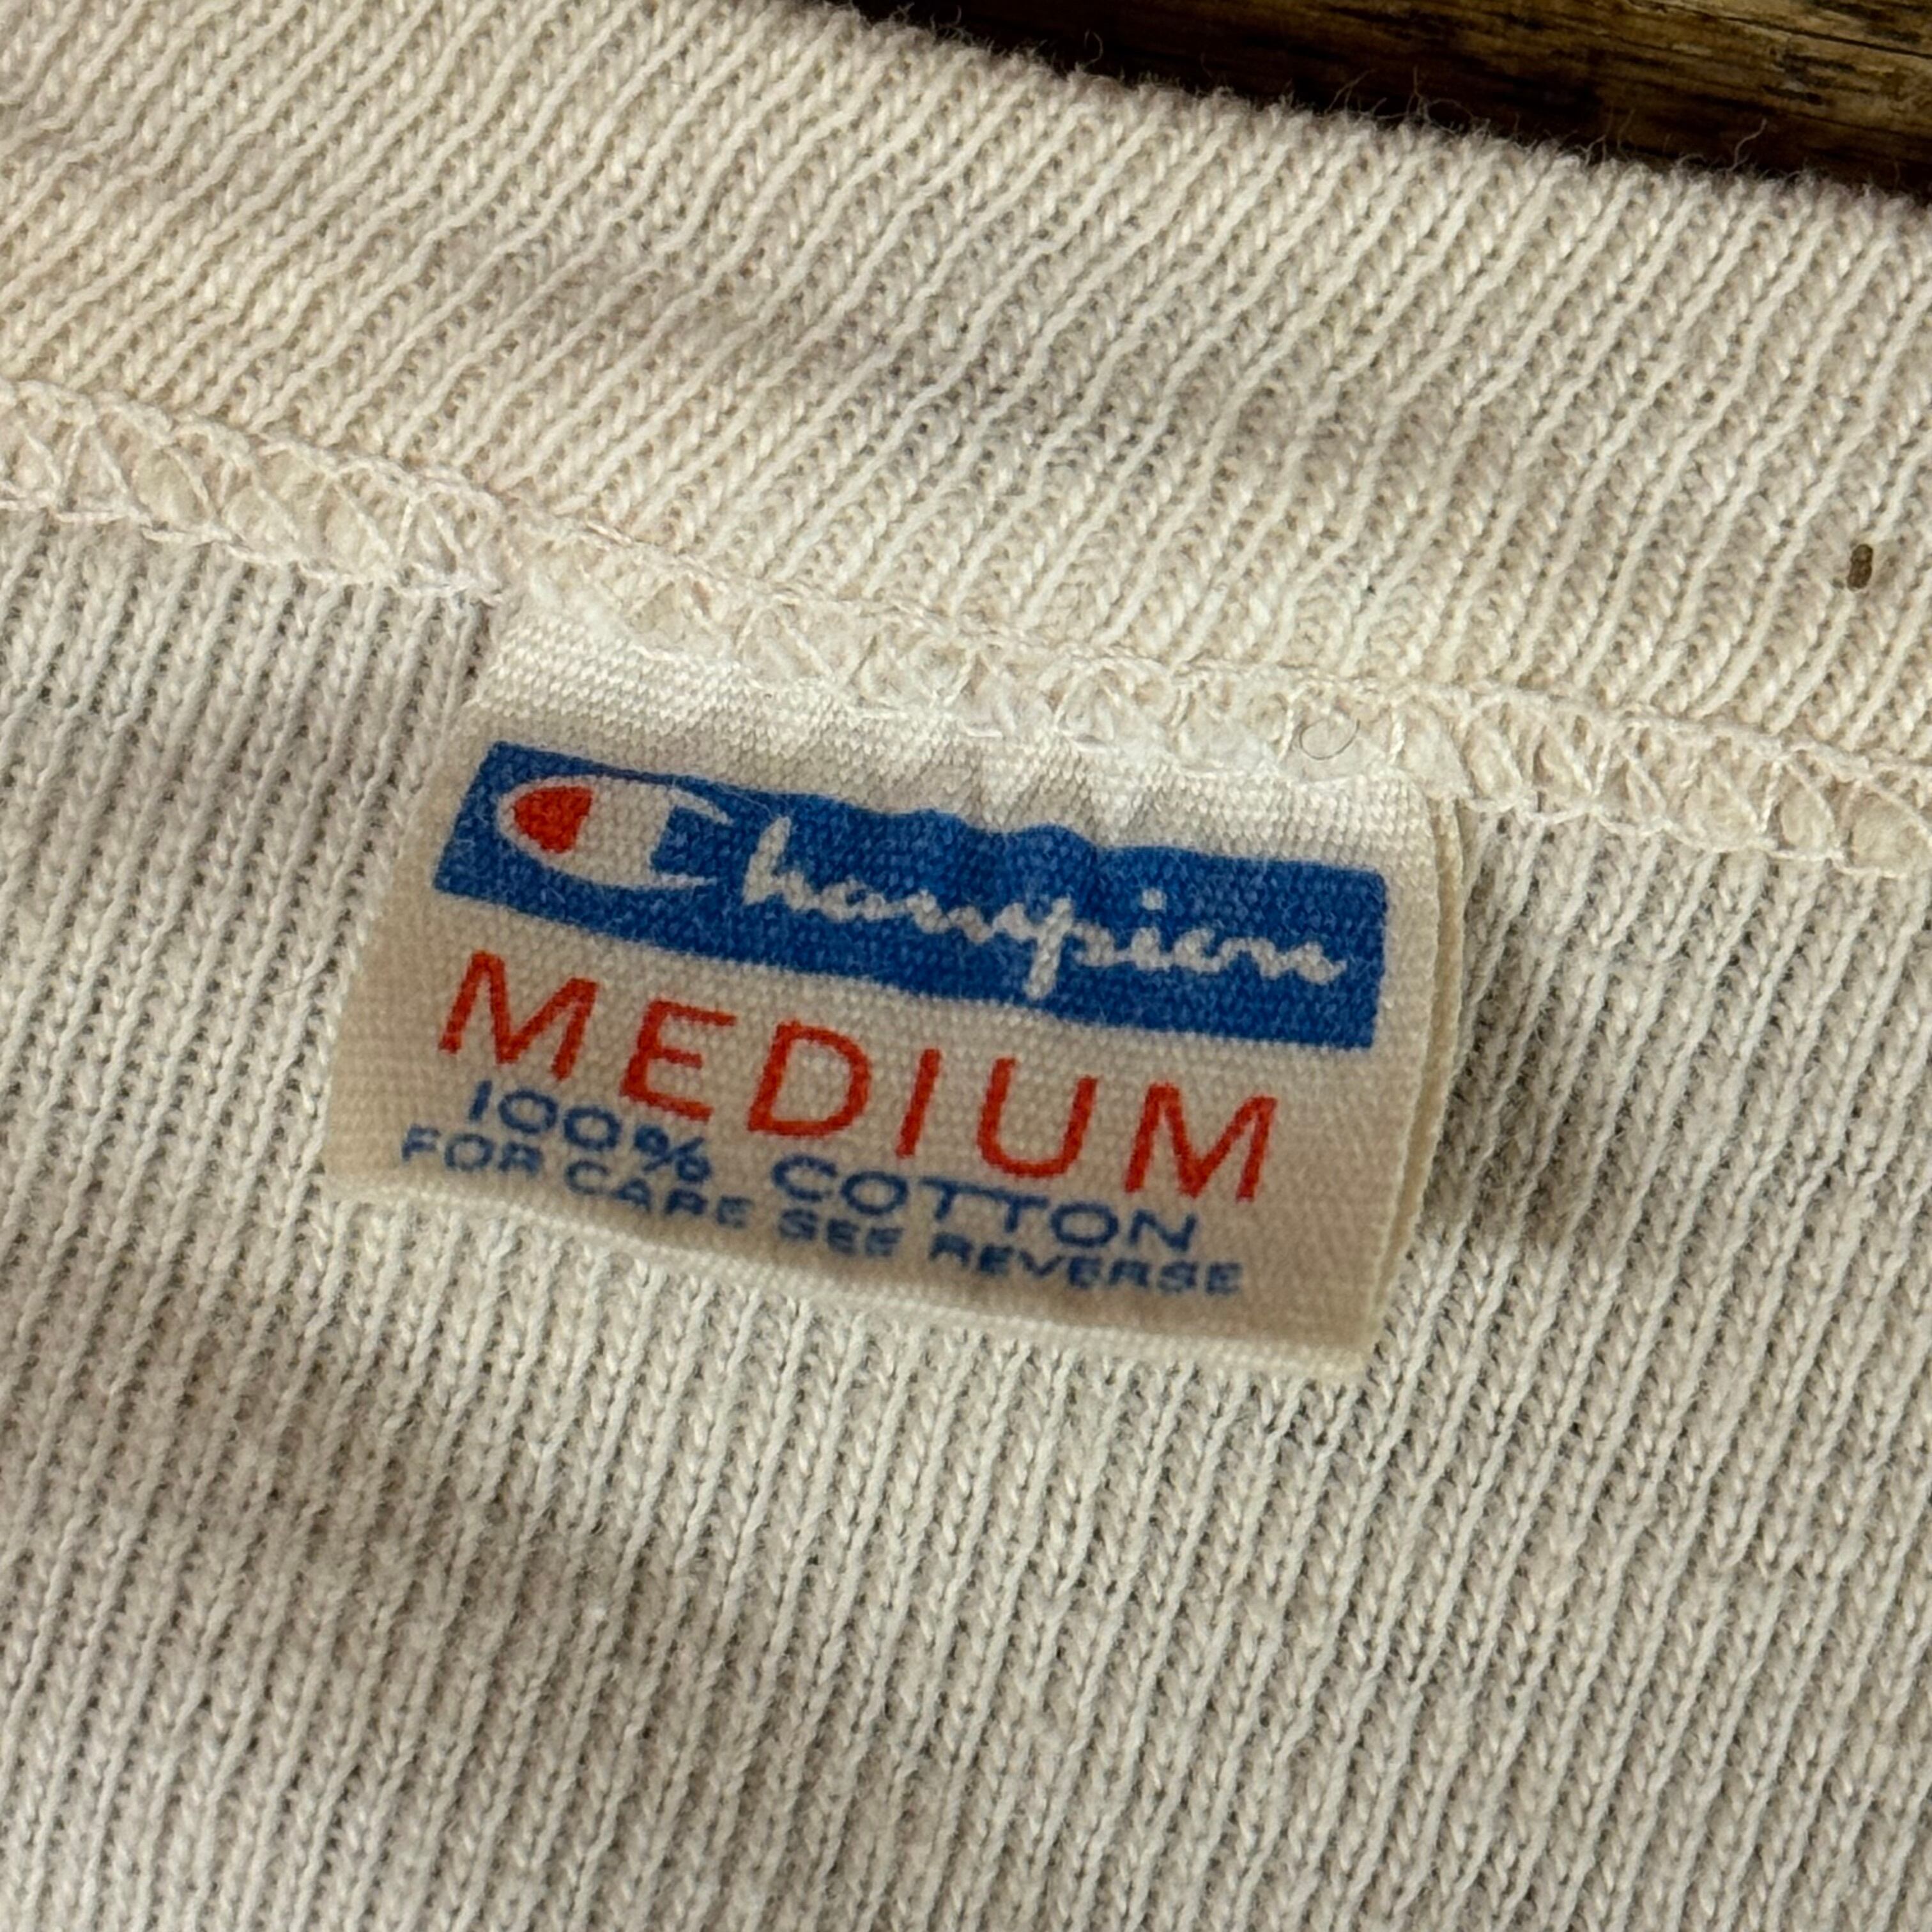 Champion
MEDIUM
100% COTTON
FOR CARE SEE REVERSE